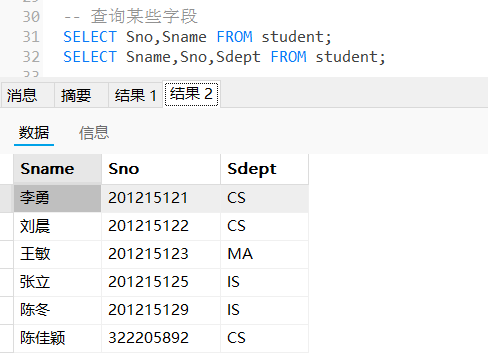 30 -- 查询某些字段
31 SELECT Sno,Sname FROM student;
32 SELECT Sname,Sno,Sdept FROM student;
33
消息 摘要 结果 1 结果 2
数据 信息
Sname Sno Sdept
李勇 201215121 CS
刘晨 201215122 CS
王敏 201215123 MA
张立 201215125 IS
陈冬 201215129 IS
陈佳颖 322205892 CS